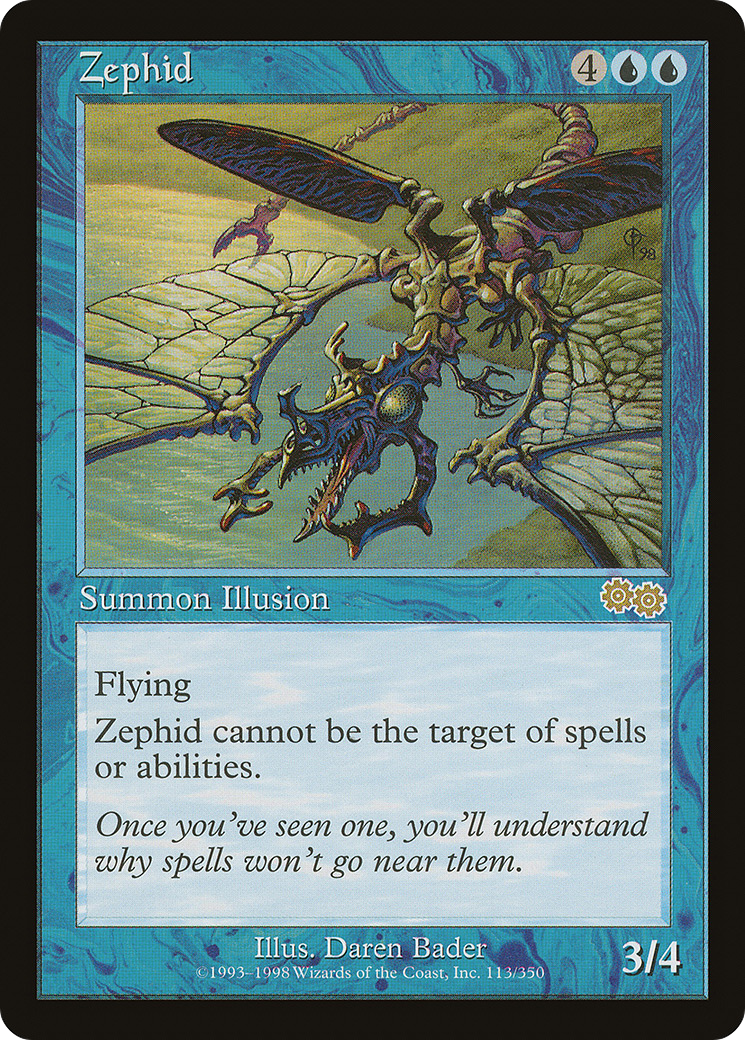 Zephid
4
Summon Illusion
Flying
Zephid cannot be the target of spells
or abilities.
Once you've seen one, you'll understand
why spells won't go near them.
Illus. Daren Bader
©1993–1998 Wizards of the Coast, Inc. 113/350
3/4